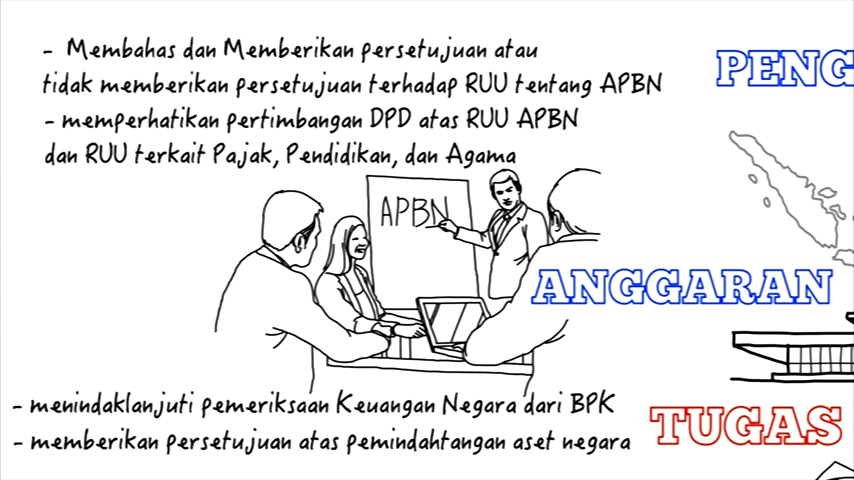 - Membahas dan Memberikan persetujuan atau
tidak memberikan persetujuan terhadap RUU tentang APBN
- memperhatikan pertimbangan DPD atas RUU APBN
dan RUU terkait Pajak, Pendidikan, dan Agama
PENG
APBN
ANGGARAN
- menindaklanjuti pemeriksaan Keuangan Negara dari BPK
- memberikan persetujuan atas pemindahtangan aset negara
TUGAS